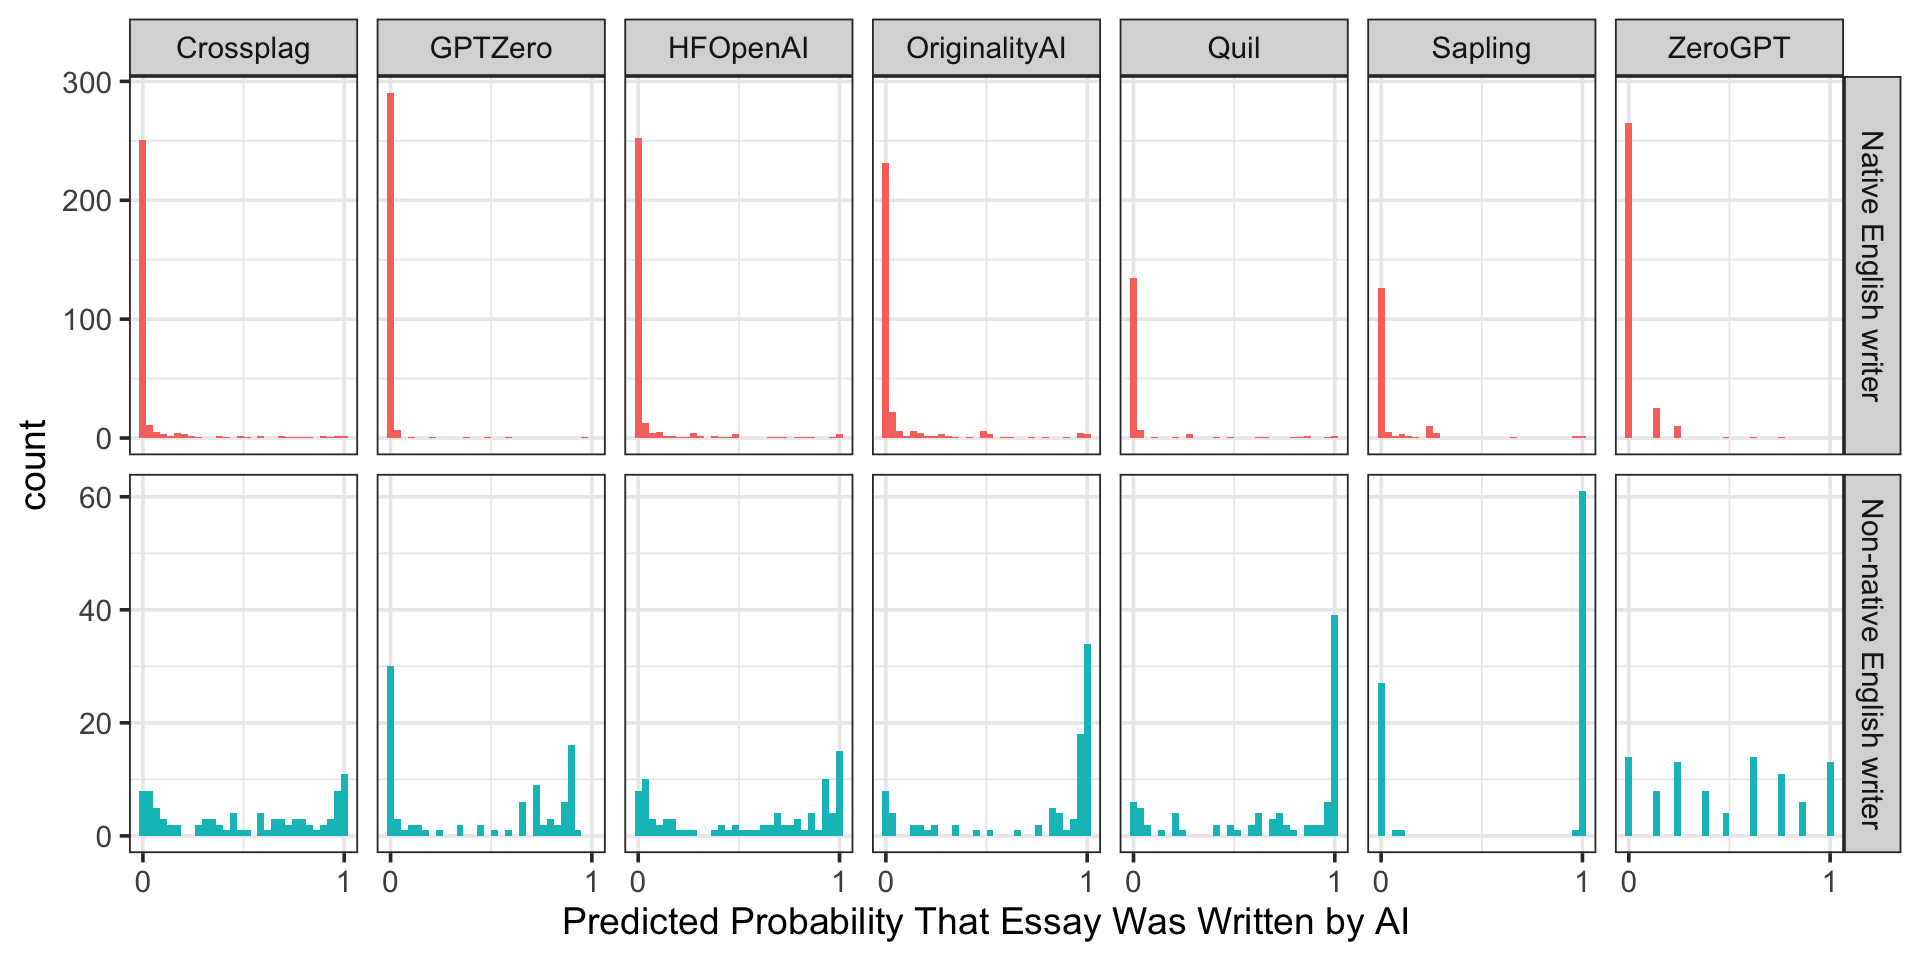 Crossplag GPTZero HFOpenAI OriginalityAI Quil Sapling ZeroGPT
300
200
100
0
Native English writer
count
60
40
20
0
Non-native English writer
0 1 0 1 0 1 0 1 0 1 0 1 0 1
Predicted Probability That Essay Was Written by AI